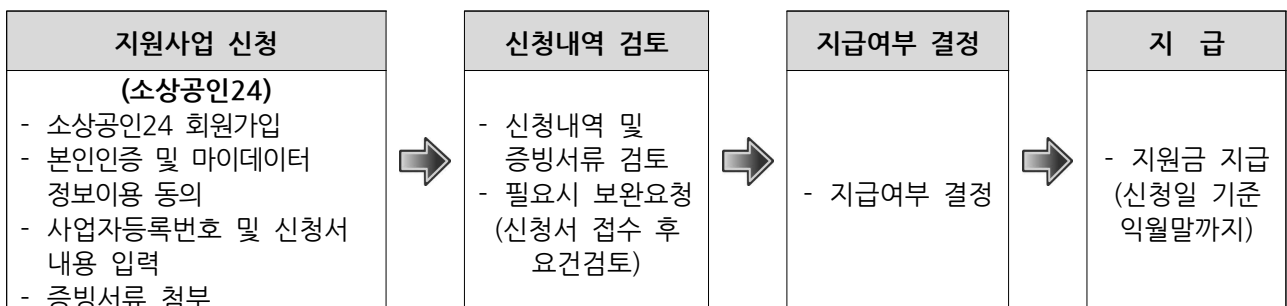 지원사업 신청
(소상공인24)
- 소상공인24 회원가입
- 본인인증 및 마이데이터
정보이용 동의
- 사업자등록번호 및 신청서
내용 입력
- 증빙서류 첨부
신청내역 검토
- 신청내역 및
증빙서류 검토
- 필요시 보완요청
(신청서 접수 후
요건검토)
지급여부 결정
- 지급여부 결정
지 급
- 지원금 지급
(신청일 기준
익월말까지)